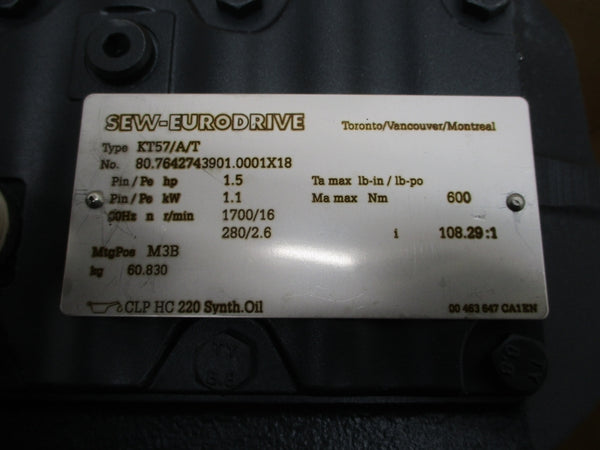 SEW-EURODRIVE Toronto/Vancouver/Montreal
Type KT57/A/T
No. 80.7642743901.0001X18
Pin/Pe hp 1.5 Ta max lb-in / lb-po
Pin/Pe kW 1.1 Ma max Nm 600
60Hz n r/min 1700/16
280/2.6 i 108.29 :1
MtgPos M3B
kg 60.830
CLP HC 220 Synth.Oil 00 463 647 CA1EN
8.8